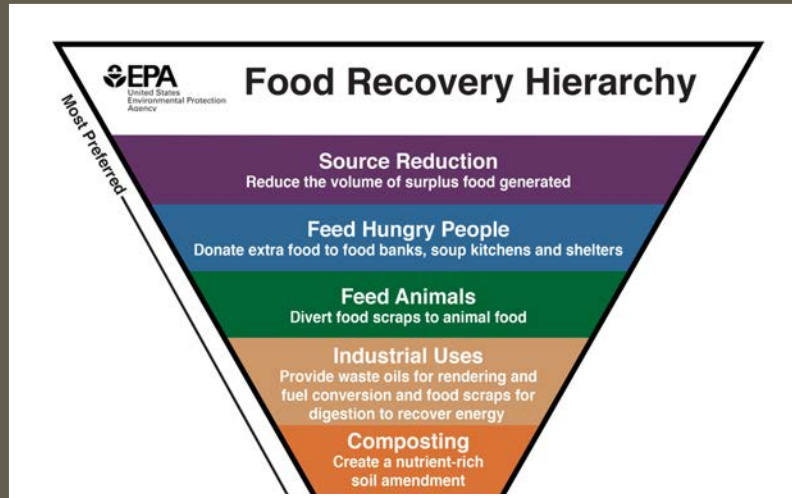 EPA
United States
Environmental Protection
Agency
Food Recovery Hierarchy
Most Preferred
Source Reduction
Reduce the volume of surplus food generated
Feed Hungry People
Donate extra food to food banks, soup kitchens and shelters
Feed Animals
Divert food scraps to animal food
Industrial Uses
Provide waste oils for rendering and
fuel conversion and food scraps for
digestion to recover energy
Composting
Create a nutrient-rich
soil amendment